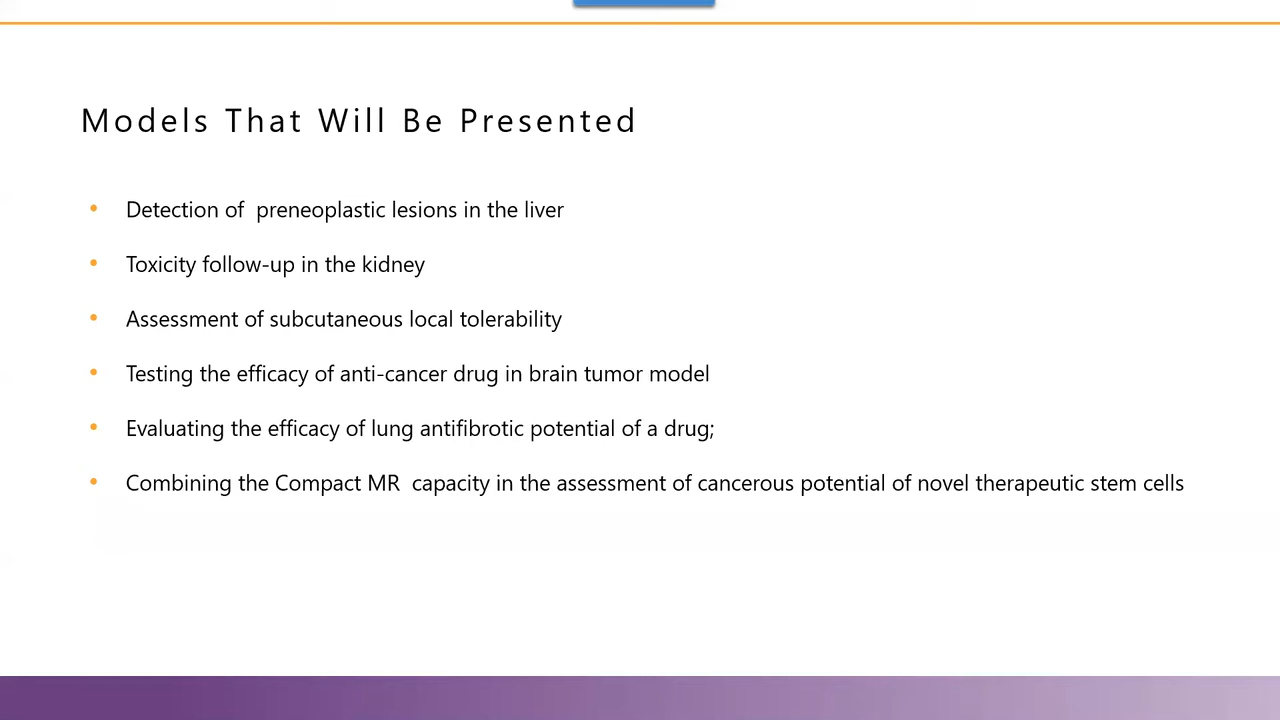 Models That Will Be Presented
• Detection of  preneoplastic lesions in the liver
• Toxicity follow-up in the kidney
• Assessment of subcutaneous local tolerability
• Testing the efficacy of anti-cancer drug in brain tumor model
• Evaluating the efficacy of lung antifibrotic potential of a drug;
• Combining the Compact MR  capacity in the assessment of cancerous potential of novel therapeutic stem cells